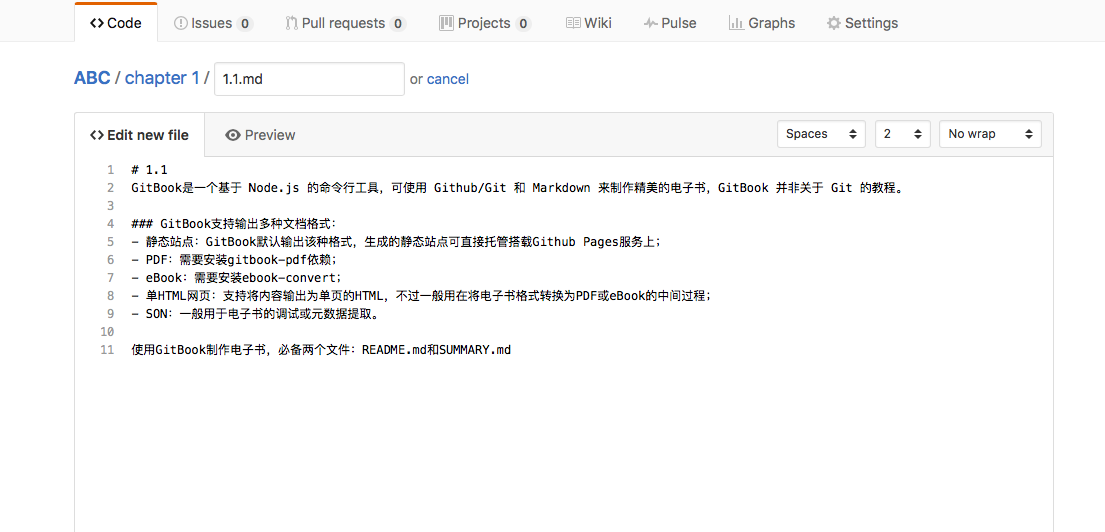 Code Issues 0 Pull requests 0 Projects 0 Wiki Pulse Graphs Settings
ABC / chapter 1 / 1.1.md or cancel
Edit new file Preview Spaces 2 No wrap
1 # 1.1
2 GitBook是一个基于 Node.js 的命令行工具，可使用 Github/Git 和 Markdown 来制作精美的电子书，GitBook 并非关于 Git 的教程。
3
4 ### GitBook支持输出多种文档格式：
5 - 静态站点：GitBook默认输出该种格式，生成的静态站点可直接托管搭载Github Pages服务上；
6 - PDF：需要安装gitbook-pdf依赖；
7 - eBook：需要安装ebook-convert；
8 - 单HTML网页：支持将内容输出为单页的HTML，不过一般用在将电子书格式转换为PDF或eBook的中间过程；
9 - SON：一般用于电子书的调试或元数据提取。
10
11 使用GitBook制作电子书，必备两个文件：README.md和SUMMARY.md